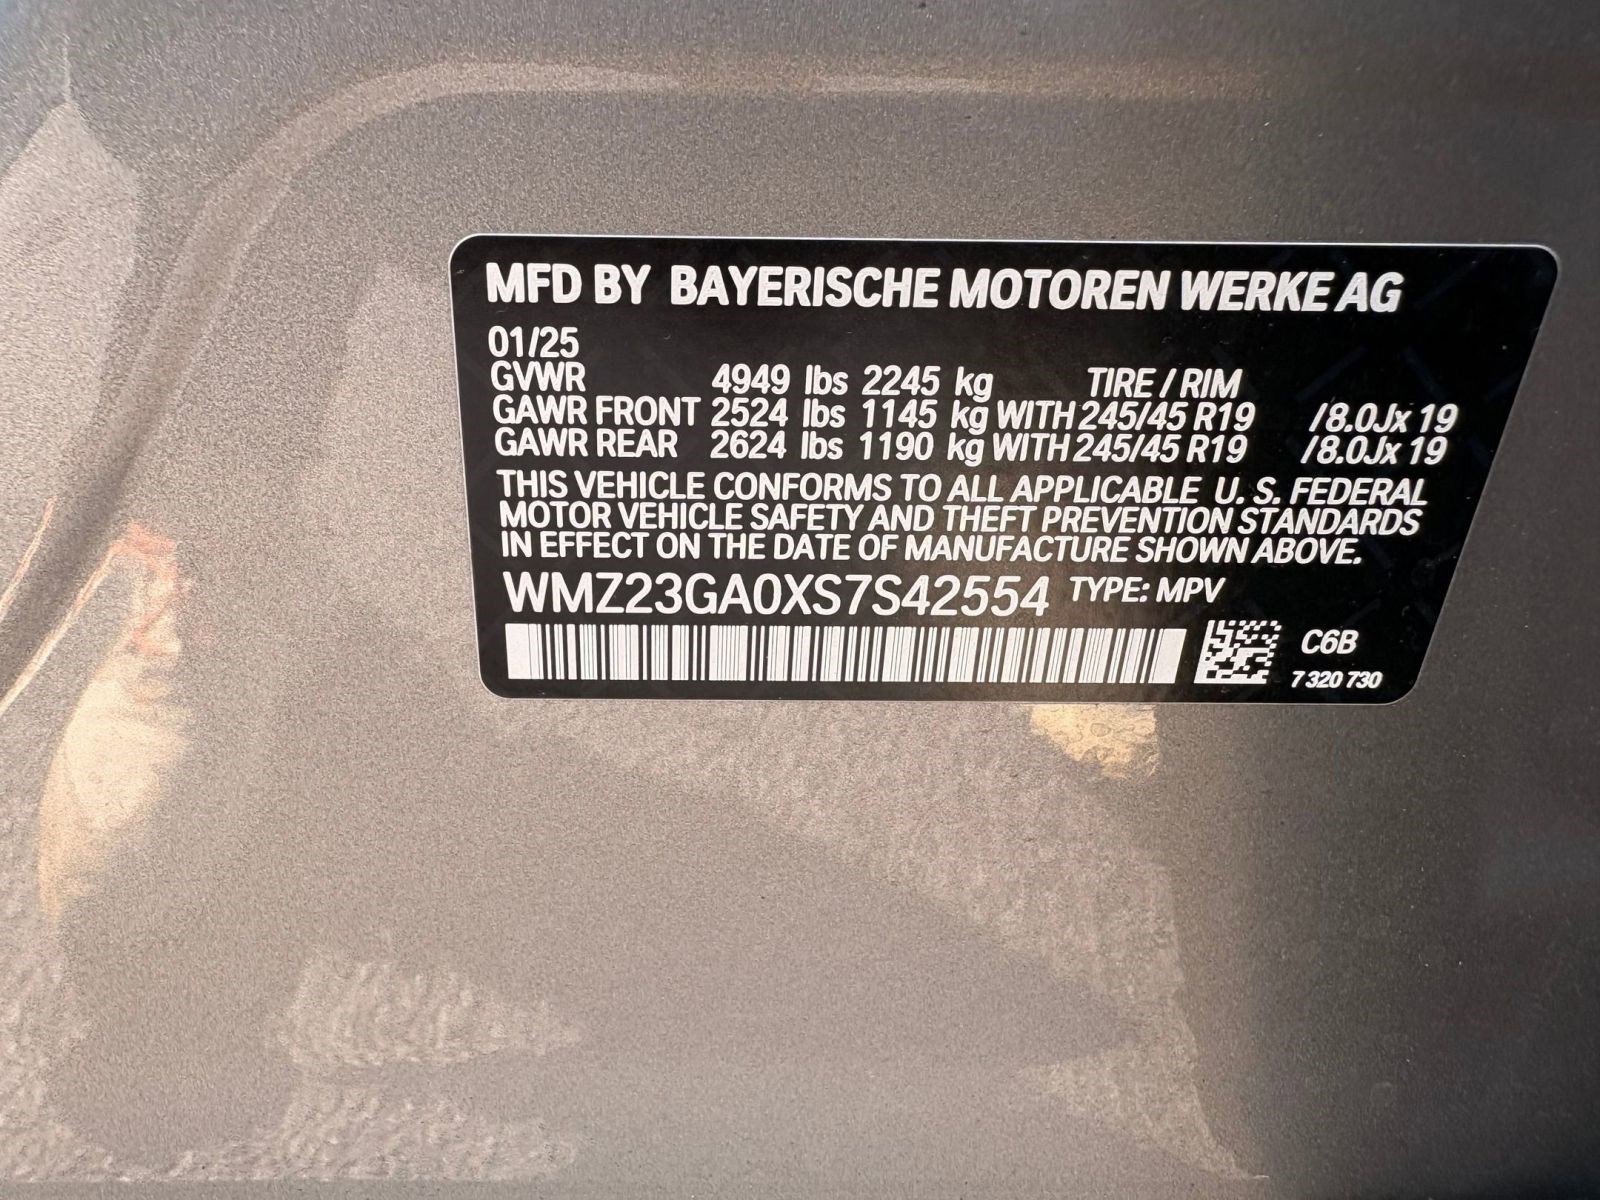 MFD BY BAYERISCHE MOTOREN WERKE AG
01/25
GVWR 4949 lbs 2245 kg TIRE / RIM
GAWR FRONT 2524 lbs 1145 kg WITH 245/45 R19 /8.0Jx 19
GAWR REAR 2624 lbs 1190 kg WITH 245/45 R19 /8.0Jx 19
THIS VEHICLE CONFORMS TO ALL APPLICABLE U. S. FEDERAL
MOTOR VEHICLE SAFETY AND THEFT PREVENTION STANDARDS
IN EFFECT ON THE DATE OF MANUFACTURE SHOWN ABOVE.
WMZ23GA0XS7S42554 TYPE: MPV
C6B
7 320 730